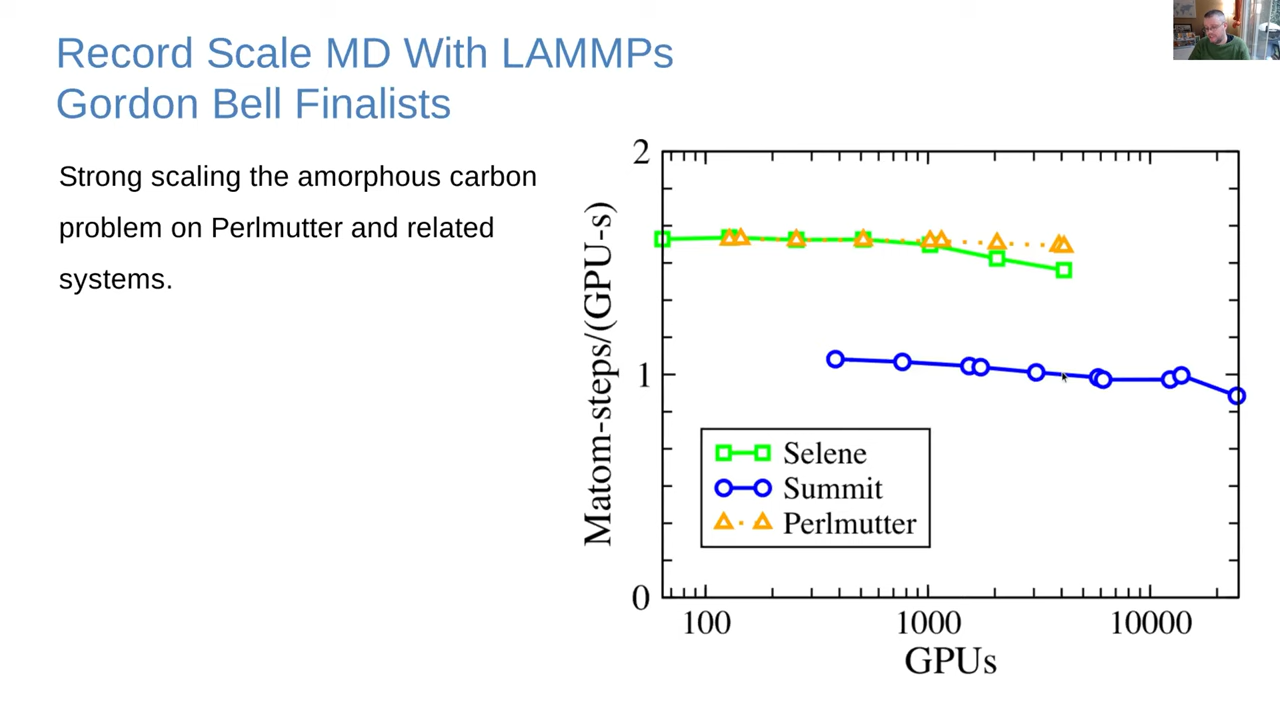 Record Scale MD With LAMMPs
Gordon Bell Finalists
Strong scaling the amorphous carbon
problem on Perlmutter and related
systems.
Matom-steps/(GPU-s)
2
1
0
Selene
Summit
Perlmutter
100 1000 10000
GPUs